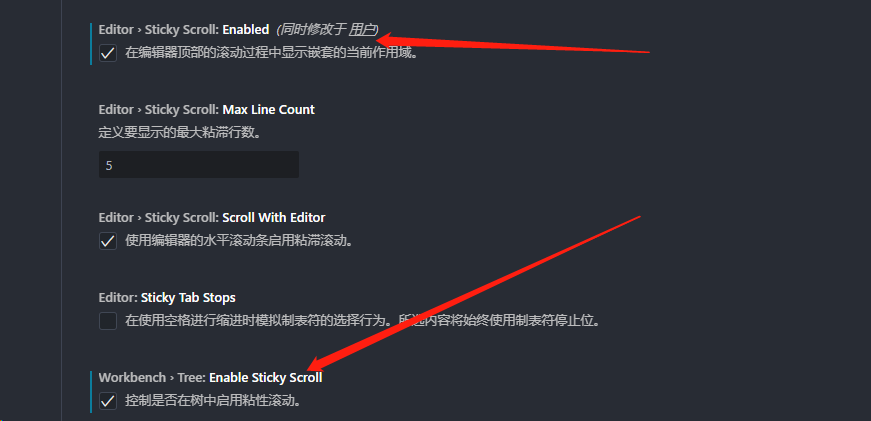 Editor › Sticky Scroll: Enabled (同时修改于 用户)
在编辑器顶部的滚动过程中显示嵌套的当前作用域。
Editor › Sticky Scroll: Max Line Count
定义要显示的最大粘滞行数。
5
Editor › Sticky Scroll: Scroll With Editor
使用编辑器的水平滚动条启用粘滞滚动。
Editor: Sticky Tab Stops
在使用空格进行缩进时模拟制表符的选择行为。所选内容将始终使用制表符停止位。
Workbench › Tree: Enable Sticky Scroll
控制是否在树中启用粘性滚动。